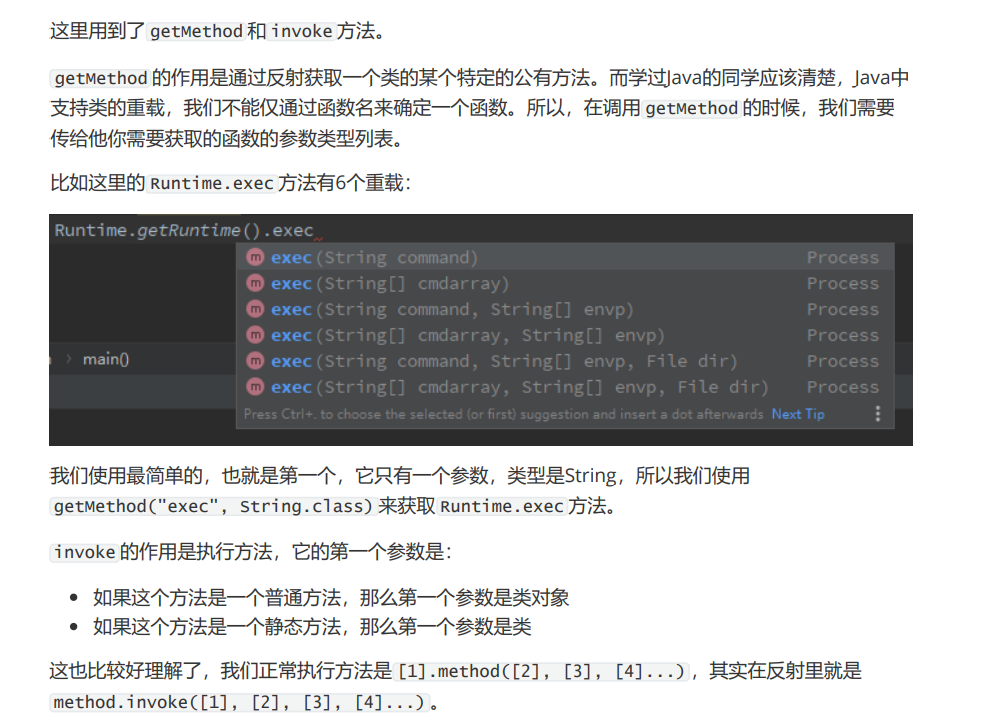 这里用到了 getMethod 和 invoke 方法。
getMethod 的作用是通过反射获取一个类的某个特定的公有方法。而学过Java的同学应该清楚，Java中
支持类的重载，我们不能仅通过函数名来确定一个函数。所以，在调用 getMethod 的时候，我们需要
传给他你需要获取的函数的参数类型列表。
比如这里的 Runtime.exec 方法有6个重载：
Runtime.getRuntime().exec
exec(String command) Process
exec(String[] cmdarray) Process
exec(String command, String[] envp) Process
exec(String[] cmdarray, String[] envp) Process
main() exec(String command, String[] envp, File dir) Process
exec(String[] cmdarray, String[] envp, File dir) Process
Press Ctrl+. to choose the selected (or first) suggestion and insert a dot afterwards Next Tip
我们使用最简单的，也就是第一个，它只有一个参数，类型是String，所以我们使用
getMethod("exec", String.class) 来获取 Runtime.exec 方法。
invoke 的作用是执行方法，它的第一个参数是：
• 如果这个方法是一个普通方法，那么第一个参数是类对象
• 如果这个方法是一个静态方法，那么第一个参数是类
这也比较好理解了，我们正常执行方法是 [1].method([2], [3], [4]...) ，其实在反射里就是
method.invoke([1], [2], [3], [4]...) 。